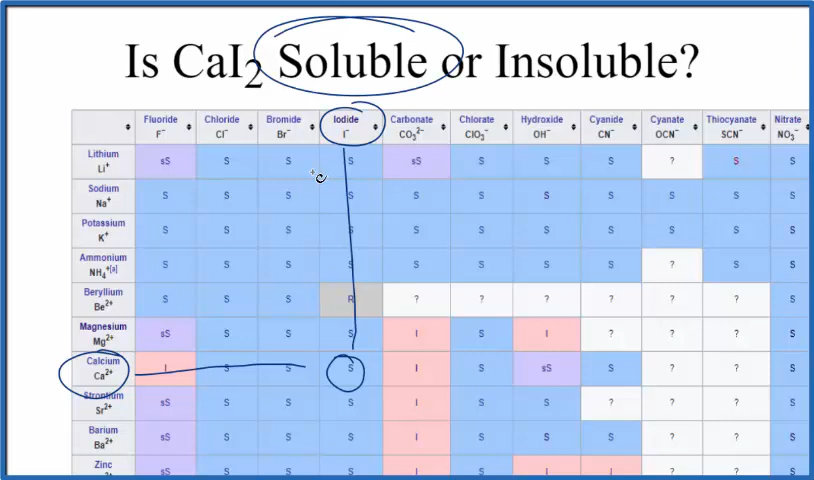 Is CaI2 Soluble or Insoluble?
Fluoride F⁻ Chloride Cl⁻ Bromide Br⁻ Iodide I⁻ Carbonate CO₃²⁻ Chlorate ClO₃⁻ Hydroxide OH⁻ Cyanide CN⁻ Cyanate OCN⁻ Thiocyanate SCN⁻ Nitrate NO₃⁻
Lithium Li⁺ sS S S S sS S S S ? S S
Sodium Na⁺ S S S S S S S S S S S
Potassium K⁺ S S S S S S S S S S S
Ammonium NH₄⁺[a] S S S S S S S S ? S S
Beryllium Be²⁺ S S S R ? ? ? ? ? ? S
Magnesium Mg²⁺ sS S S S I S I ? ? ? S
Calcium Ca²⁺ I S S S I S sS S ? ? S
Strontium Sr²⁺ sS S S S I S S ? ? ? S
Barium Ba²⁺ sS S S S I S S S ? ? S
Zinc sS S S S I S I I ? ? S